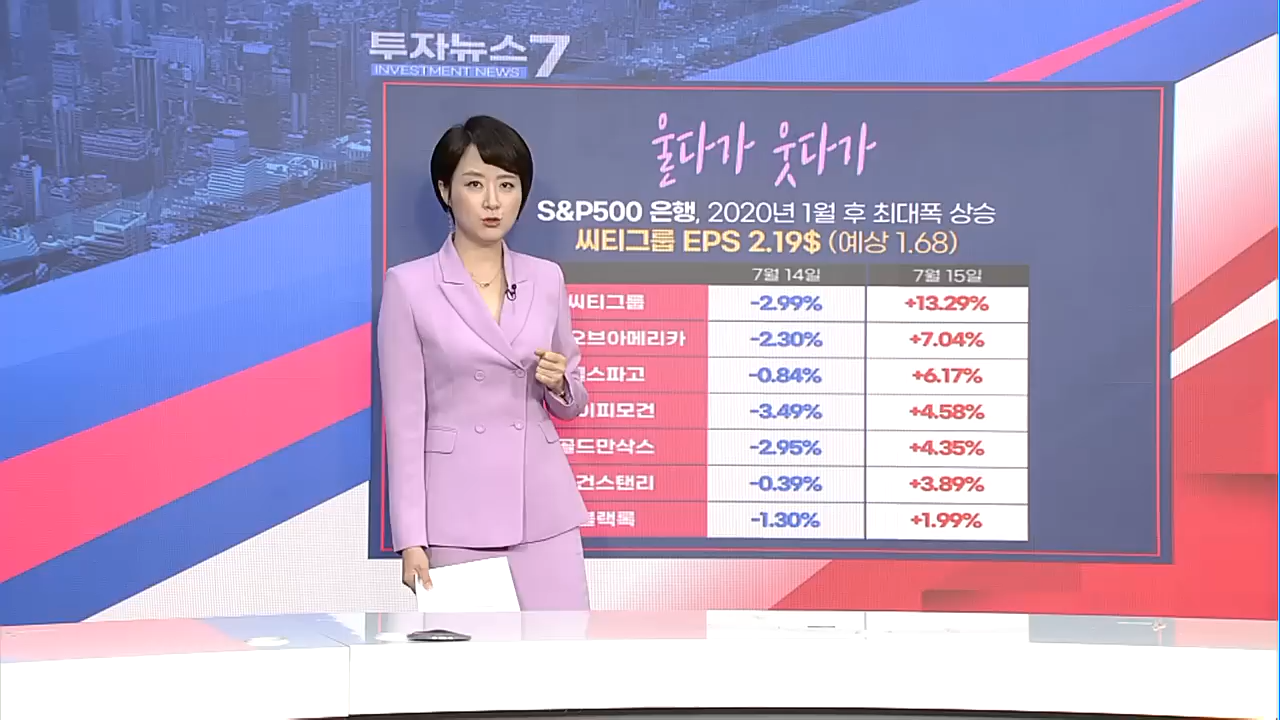 투자뉴스7
INVESTMENT NEWS
울다가 웃다가
S&P500 은행, 2020년 1월 후 최대폭 상승
씨티그룹 EPS 2.19$ (예상 1.68)
7월 14일 7월 15일
씨티그룹 -2.99% +13.29%
오브아메리카 -2.30% +7.04%
스파고 -0.84% +6.17%
이피모건 -3.49% +4.58%
골드만삭스 -2.95% +4.35%
건스탠리 -0.39% +3.89%
블랙록 -1.30% +1.99%